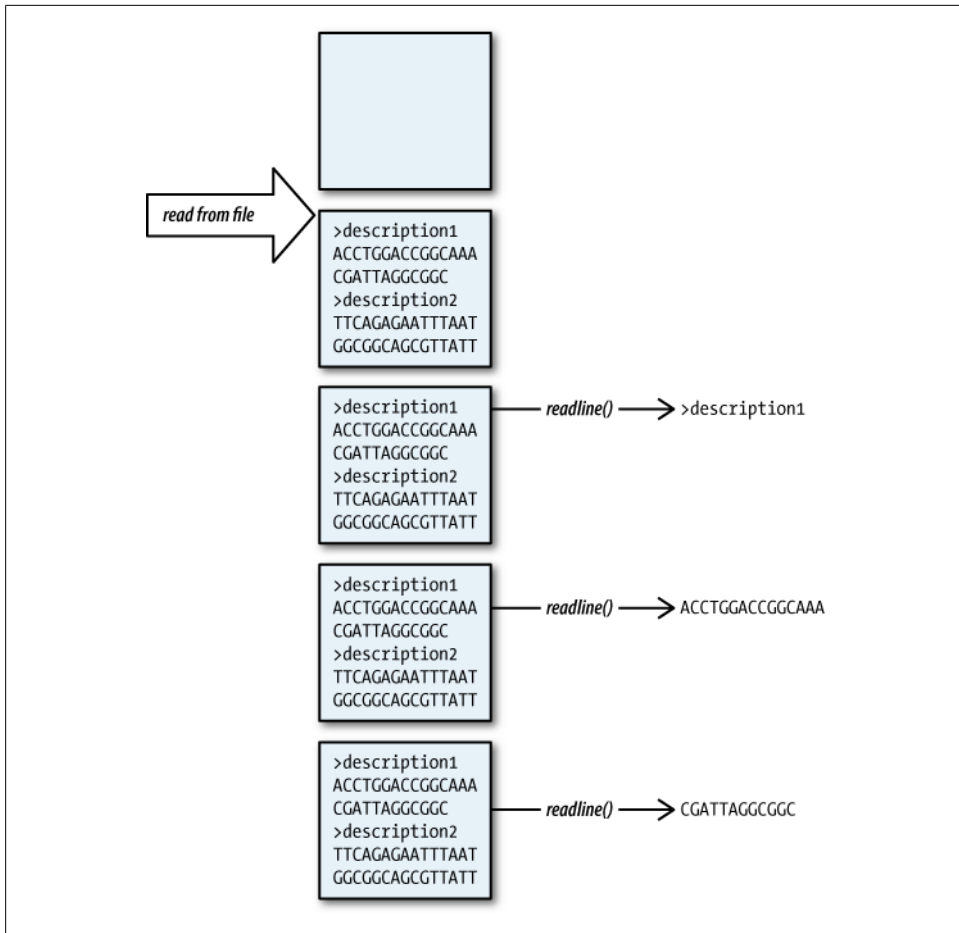 read from file
>description1
ACCTGGACCGGCAAA
CGATTAGGCGGC
>description2
TTCAGAGAATTTAAT
GGCGGCAGCGTTATT
>description1
ACCTGGACCGGCAAA
CGATTAGGCGGC
>description2
TTCAGAGAATTTAAT
GGCGGCAGCGTTATT
readline()
>description1
>description1
ACCTGGACCGGCAAA
CGATTAGGCGGC
>description2
TTCAGAGAATTTAAT
GGCGGCAGCGTTATT
readline()
ACCTGGACCGGCAAA
>description1
ACCTGGACCGGCAAA
CGATTAGGCGGC
>description2
TTCAGAGAATTTAAT
GGCGGCAGCGTTATT
readline()
CGATTAGGCGGC